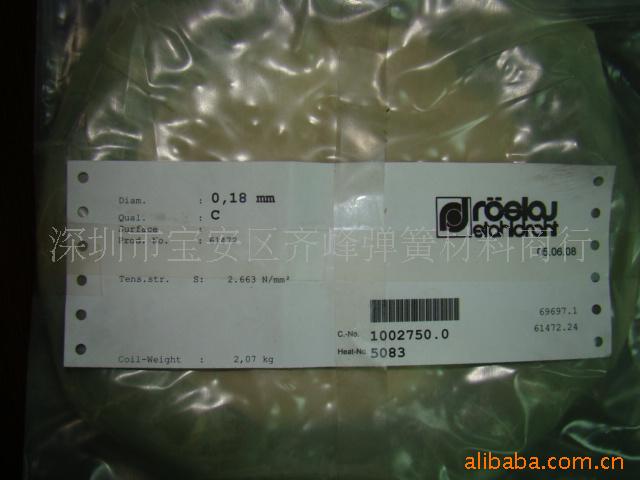 Diam. : 0,18 mm
Qual. : C
Surface :
Prod. No. : 61472
Tens.str. S: 2.663 N/mm²
Coil-Weight : 2,07 kg
röslau
stahldraht
05.06.08
C.-No. 1002750.0
Heat-No. 5083
69697.1
61472.24
深圳市宝安区齐峰弹簧材料商行
alibaba.com.cn